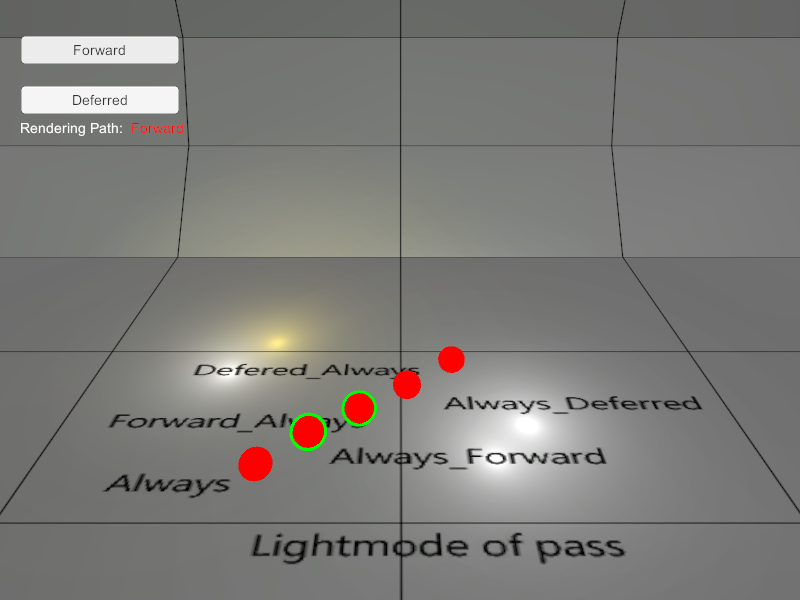 Forward
Deferred
Rendering Path: Forward
Defered_Always
Always_Deferred
Forward_Always
Always_Forward
Always
Lightmode of pass